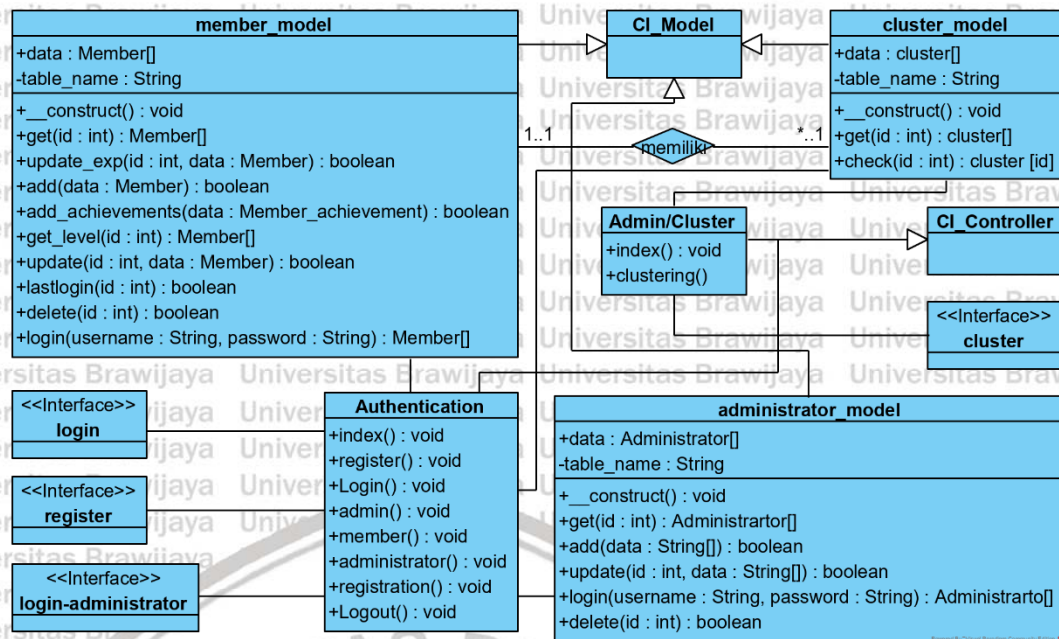 member_model
+data : Member[]
-table_name : String
+__construct() : void
+get(id : int) : Member[]
+update_exp(id : int, data : Member) : boolean
+add(data : Member) : boolean
+add_achievements(data : Member_achievement) : boolean
+get_level(id : int) : Member[]
+update(id : int, data : Member) : boolean
+lastlogin(id : int) : boolean
+delete(id : int) : boolean
+login(username : String, password : String) : Member[]
CI_Model
cluster_model
+data : cluster[]
-table_name : String
+__construct() : void
+get(id : int) : cluster[]
+check(id : int) : cluster [id]
1..1
memiliki
*..1
Admin/Cluster
+index() : void
+clustering()
CI_Controller
<<Interface>>
cluster
<<Interface>>
login
<<Interface>>
register
<<Interface>>
login-administrator
Authentication
+index() : void
+register() : void
+Login() : void
+admin() : void
+member() : void
+administrator() : void
+registration() : void
+Logout() : void
administrator_model
+data : Administrator[]
-table_name : String
+__construct() : void
+get(id : int) : Administrartor[]
+add(data : String[]) : boolean
+update(id : int, data : String[]) : boolean
+login(username : String, password : String) : Administrarto[]
+delete(id : int) : boolean
Universitas Brawijaya